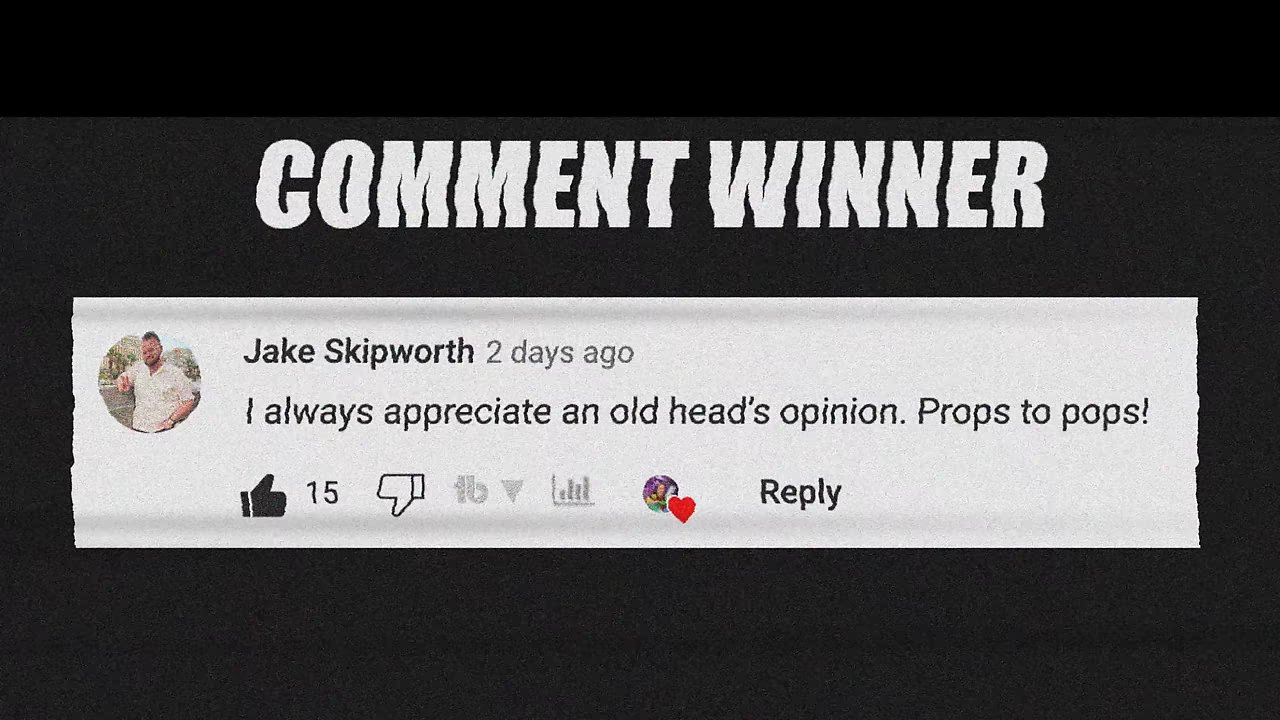 COMMENT WINNER
Jake Skipworth 2 days ago
I always appreciate an old head's opinion. Props to pops!
15 Reply